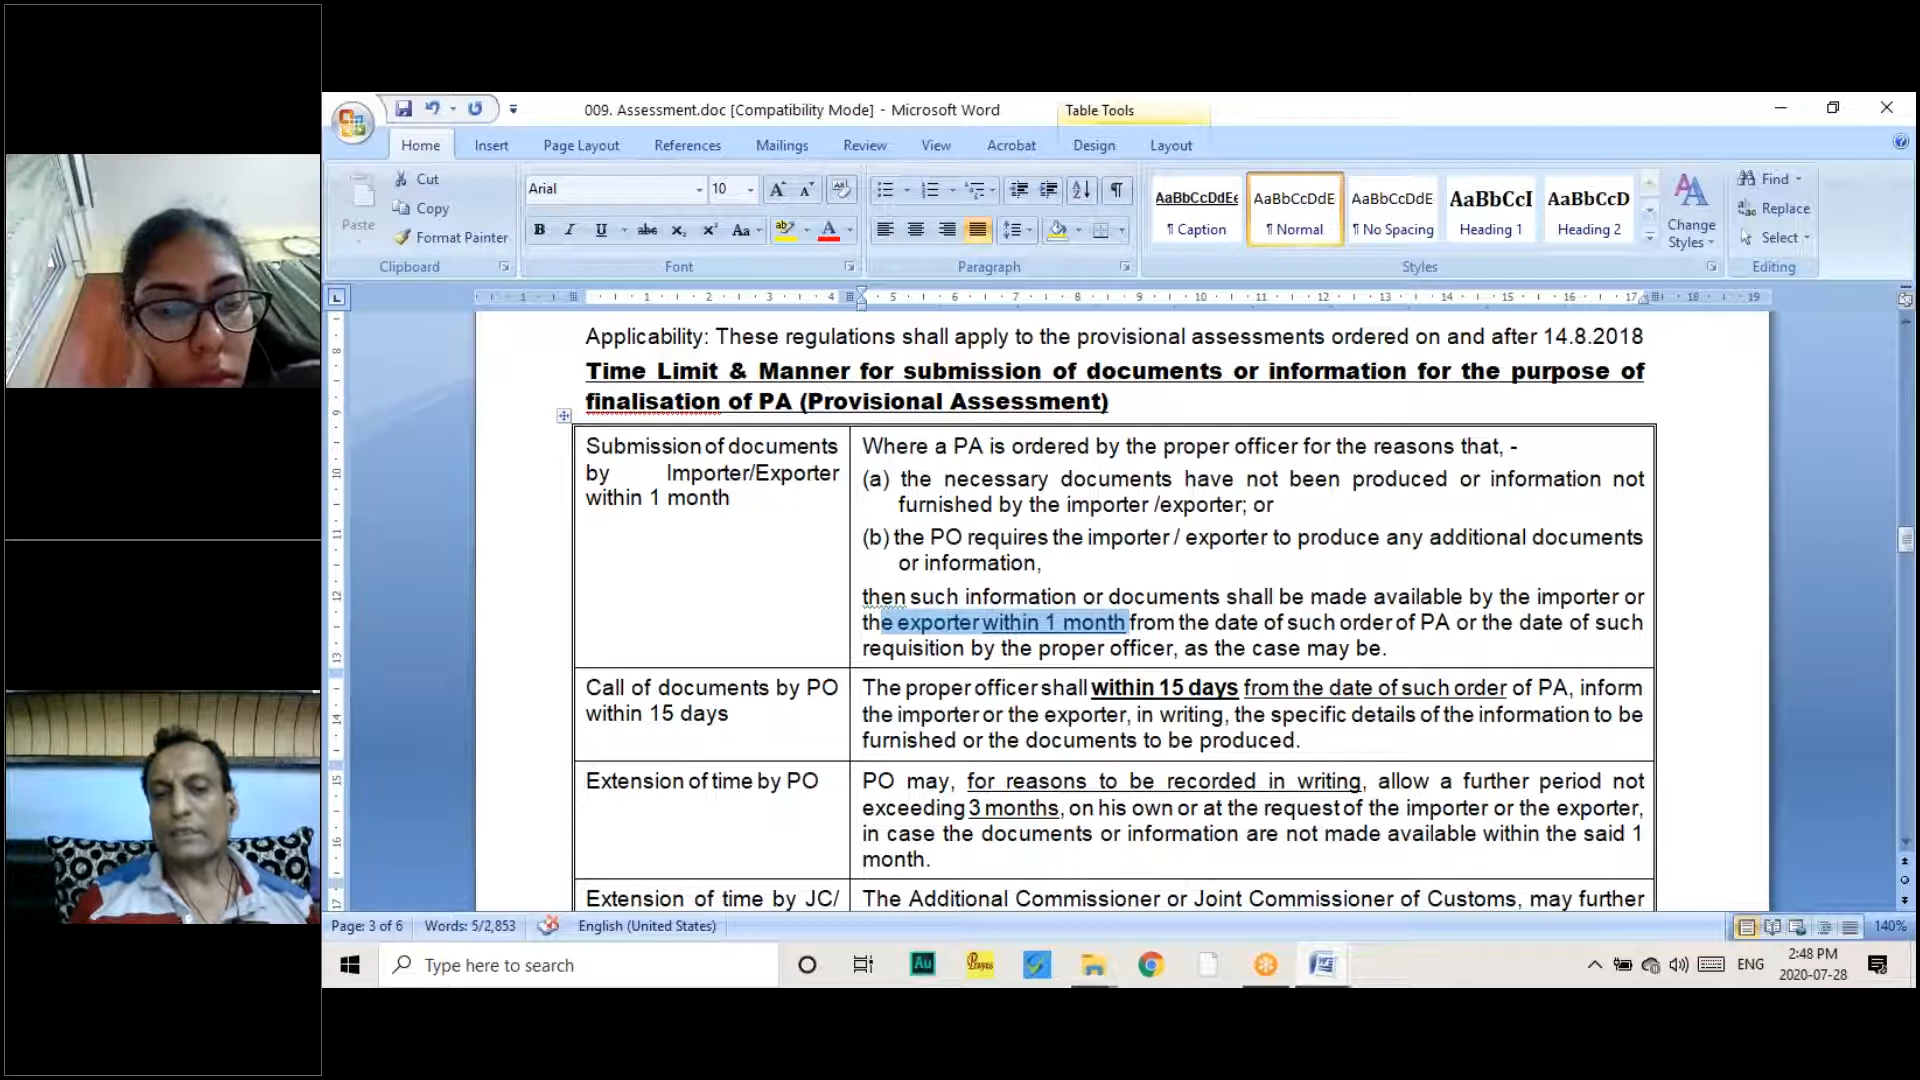 009. Assessment.doc [Compatibility Mode] - Microsoft Word
Table Tools
Home Insert Page Layout References Mailings Review View Acrobat Design Layout
Cut
Copy
Format Painter
Paste
Clipboard
Arial 10
Font
Paragraph
AaBbCcDdEe AaBbCcDdE AaBbCcDdE AaBbCcI AaBbCcD
¶ Caption ¶ Normal ¶ No Spacing Heading 1 Heading 2
Change
Styles
Styles
Find
Replace
Select
Editing
Applicability: These regulations shall apply to the provisional assessments ordered on and after 14.8.2018
Time Limit & Manner for submission of documents or information for the purpose of
finalisation of PA (Provisional Assessment)
Submission of documents
by Importer/Exporter
within 1 month
Where a PA is ordered by the proper officer for the reasons that, -
(a) the necessary documents have not been produced or information not
furnished by the importer /exporter; or
(b) the PO requires the importer / exporter to produce any additional documents
or information,
then such information or documents shall be made available by the importer or
the exporter within 1 month from the date of such order of PA or the date of such
requisition by the proper officer, as the case may be.
Call of documents by PO
within 15 days
The proper officer shall within 15 days from the date of such order of PA, inform
the importer or the exporter, in writing, the specific details of the information to be
furnished or the documents to be produced.
Extension of time by PO
PO may, for reasons to be recorded in writing, allow a further period not
exceeding 3 months, on his own or at the request of the importer or the exporter,
in case the documents or information are not made available within the said 1
month.
Extension of time by JC/
The Additional Commissioner or Joint Commissioner of Customs, may further
Page: 3 of 6 Words: 5/2,853 English (United States) 140%
Type here to search
Au
Prayas
ENG
2:48 PM
2020-07-28